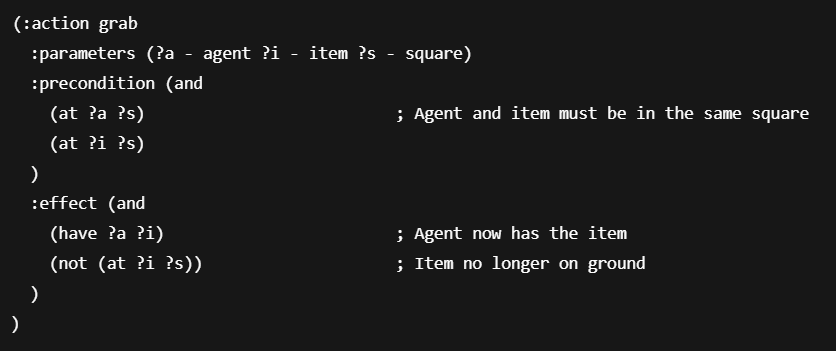 (:action grab
  :parameters (?a - agent ?i - item ?s - square)
  :precondition (and
    (at ?a ?s)                          ; Agent and item must be in the same square
    (at ?i ?s)
  )
  :effect (and
    (have ?a ?i)                        ; Agent now has the item
    (not (at ?i ?s))                    ; Item no longer on ground
  )
)